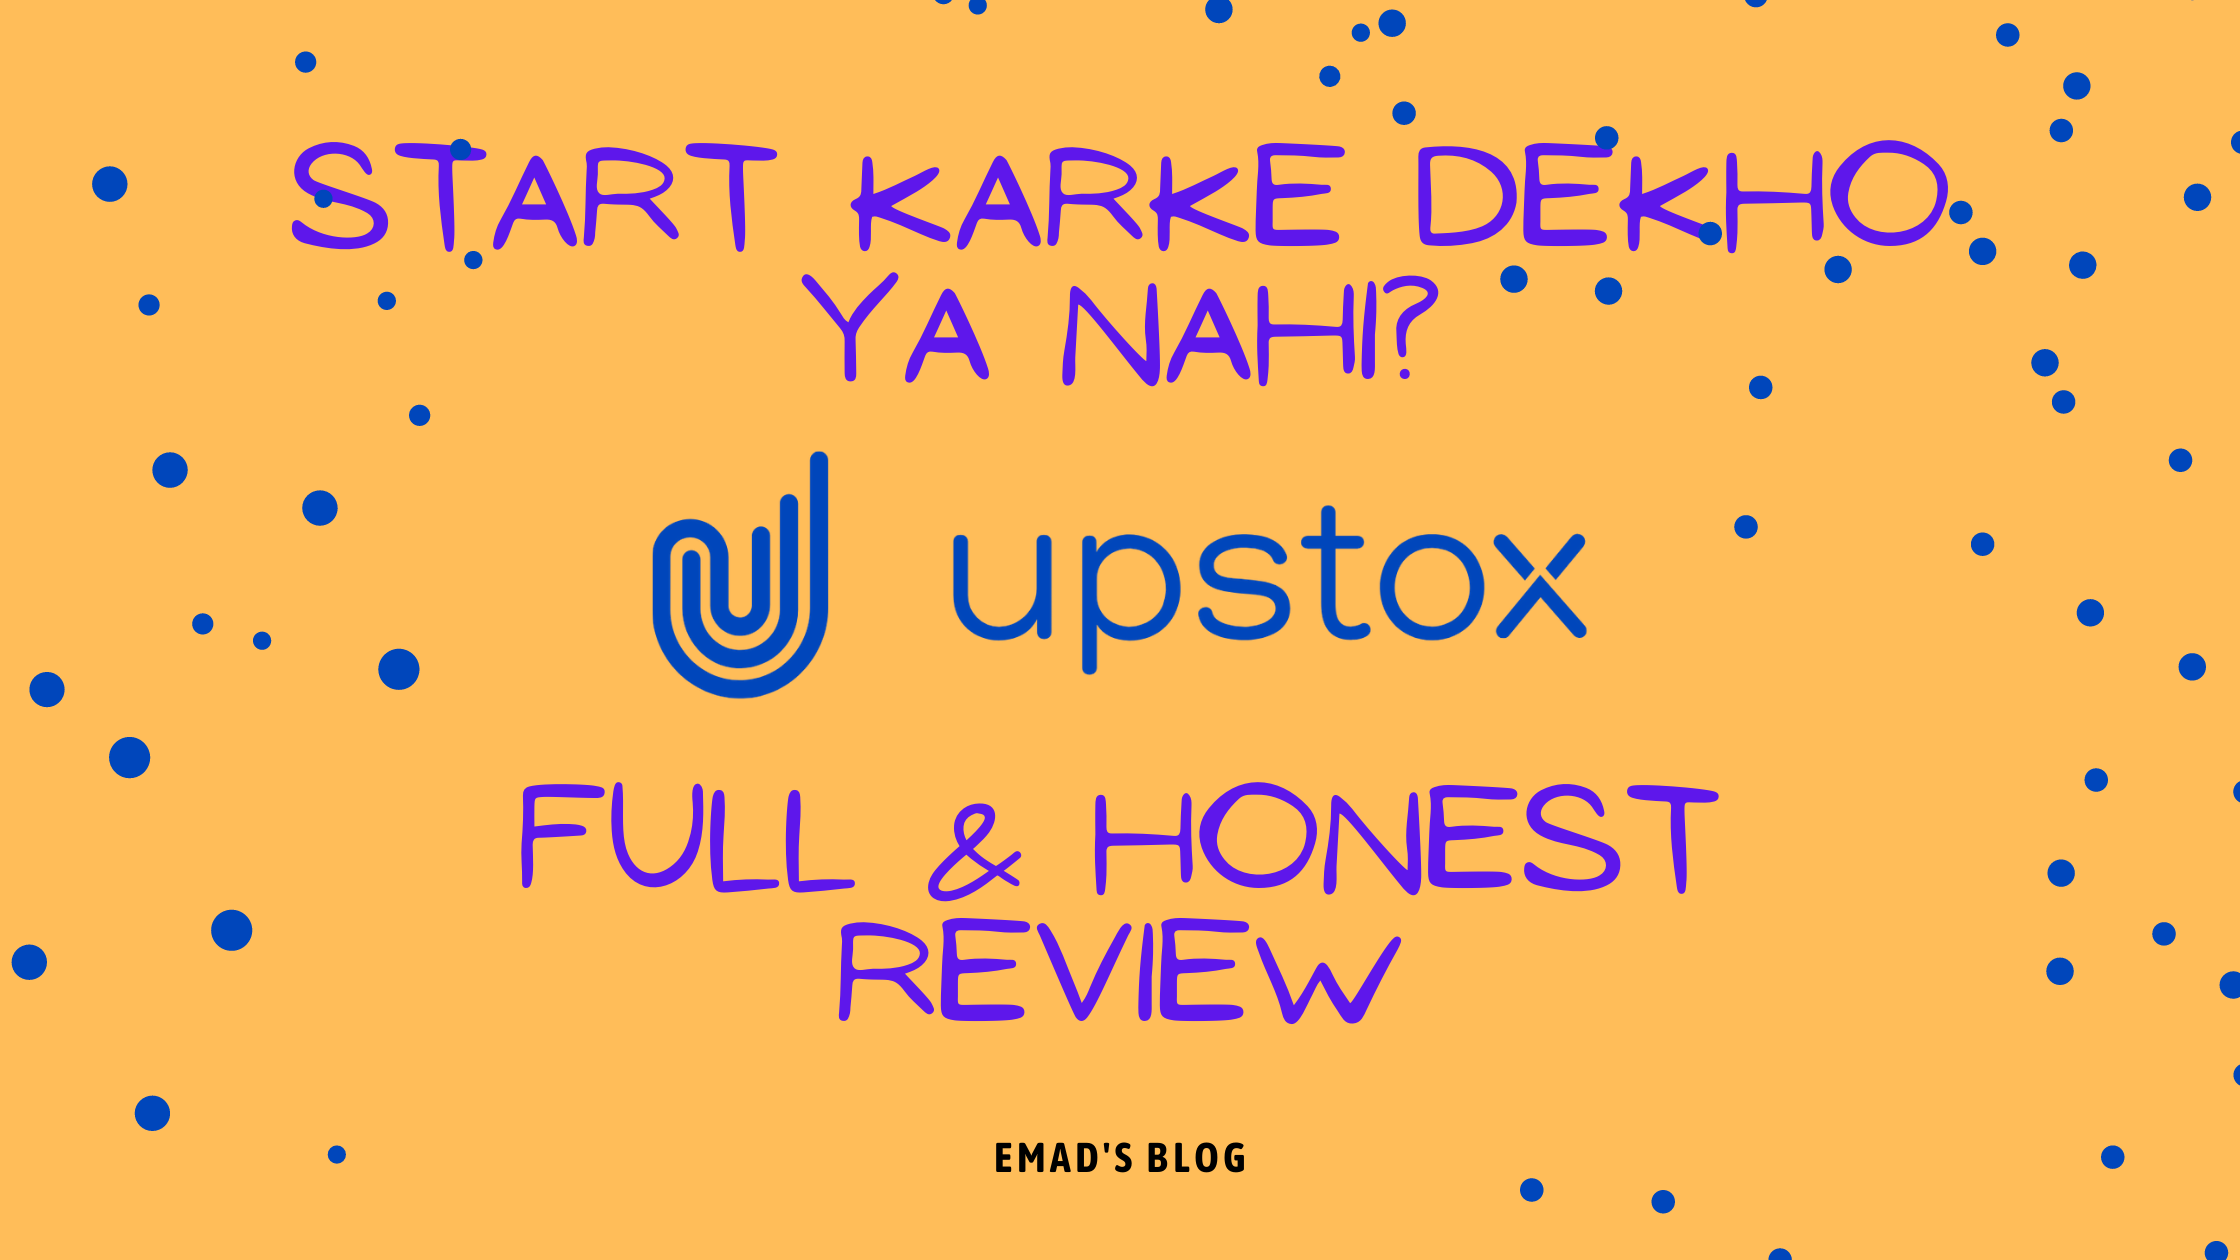 START KARKE DEKHO
YA NAHI?
upstox
FULL & HONEST
REVIEW
EMAD'S BLOG